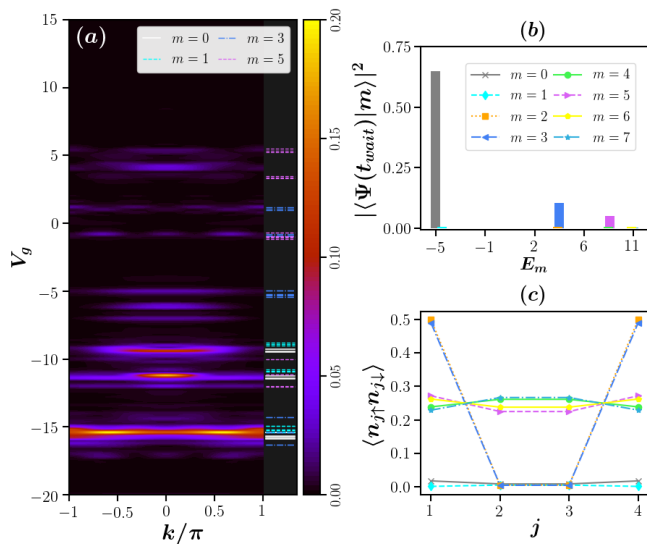 (a)
m = 0
m = 1
m = 3
m = 5
15
10
5
0
−5
−10
−15
−20
V_g
−1
−0.5
0
0.5
1
k/π
0.20
0.15
0.10
0.05
0.00
(b)
|⟨Ψ(t_wait)|m⟩|²
0.75
0.50
0.25
0.00
m = 0
m = 1
m = 2
m = 3
m = 4
m = 5
m = 6
m = 7
−5
−1
2
6
11
E_m
(c)
⟨n_j↑ n_j↓⟩
0.5
0.4
0.3
0.2
0.1
0.0
1
2
3
4
j